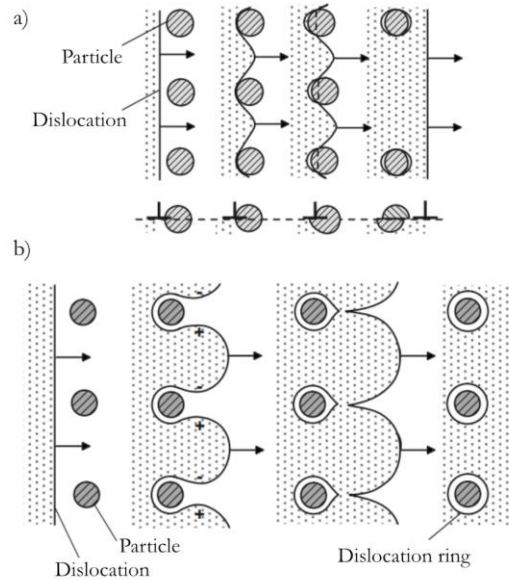 a)
Particle
Dislocation
b)
- - -
+ + +
Particle
Dislocation
Dislocation ring